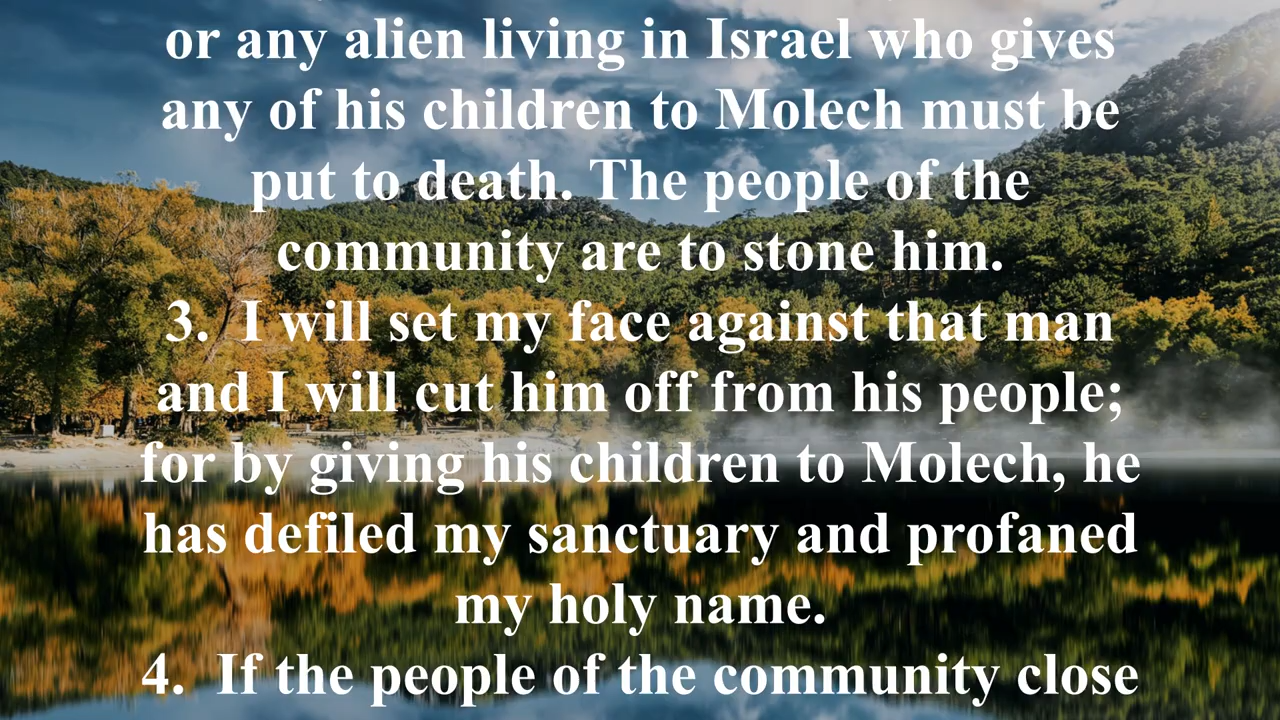 or any alien living in Israel who gives
any of his children to Molech must be
put to death. The people of the
community are to stone him.
3.  I will set my face against that man
and I will cut him off from his people;
for by giving his children to Molech, he
has defiled my sanctuary and profaned
my holy name.
4.  If the people of the community close